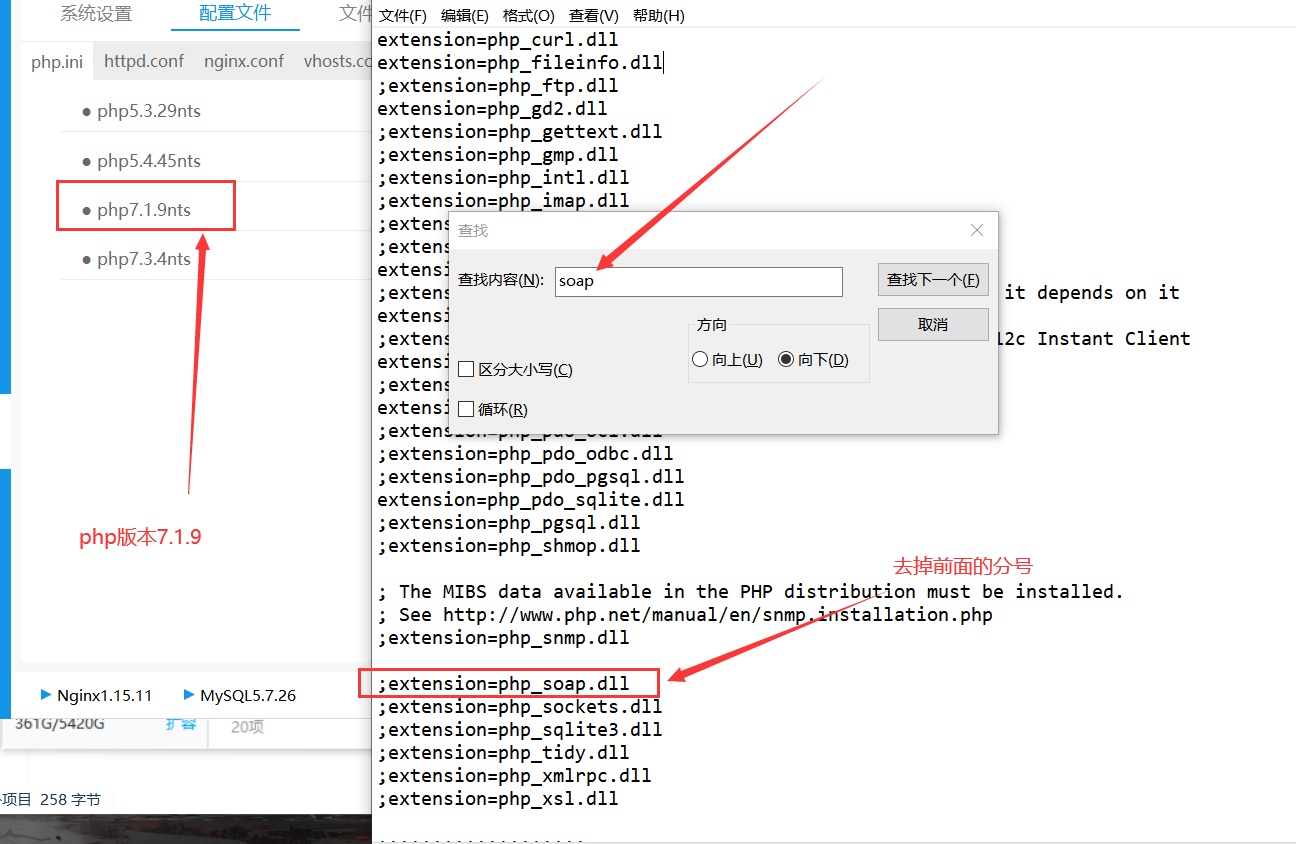 系统设置
配置文件
文件
php.ini
httpd.conf
nginx.conf
vhosts.co
php5.3.29nts
php5.4.45nts
php7.1.9nts
php7.3.4nts
php版本7.1.9
Nginx1.15.11
MySQL5.7.26
361G/5420G
扩容
20项
项目 258 字节
文件(F) 编辑(E) 格式(O) 查看(V) 帮助(H)
extension=php_curl.dll
extension=php_fileinfo.dll
;extension=php_ftp.dll
extension=php_gd2.dll
;extension=php_gettext.dll
;extension=php_gmp.dll
;extension=php_intl.dll
;extension=php_imap.dll
;extens
;extens
extensi
;extens
it depends on it
extensi
;extens
12c Instant Client
extensi
;extens
extensi
;extension=php_pdo_oci.dll
;extension=php_pdo_odbc.dll
;extension=php_pdo_pgsql.dll
extension=php_pdo_sqlite.dll
;extension=php_pgsql.dll
;extension=php_shmop.dll
; The MIBS data available in the PHP distribution must be installed.
; See http://www.php.net/manual/en/snmp.installation.php
;extension=php_snmp.dll
;extension=php_soap.dll
;extension=php_sockets.dll
;extension=php_sqlite3.dll
;extension=php_tidy.dll
;extension=php_xmlrpc.dll
;extension=php_xsl.dll
去掉前面的分号
查找
查找内容(N):
soap
查找下一个(F)
取消
方向
向上(U)
向下(D)
区分大小写(C)
循环(R)